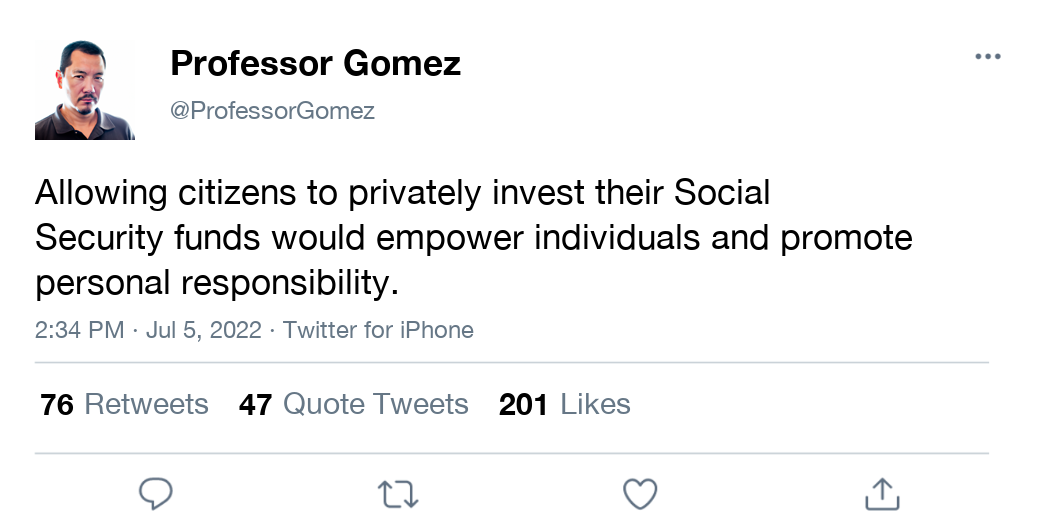 Professor Gomez
@ProfessorGomez
Allowing citizens to privately invest their Social
Security funds would empower individuals and promote
personal responsibility.
2:34 PM · Jul 5, 2022 · Twitter for iPhone
76 Retweets 47 Quote Tweets 201 Likes